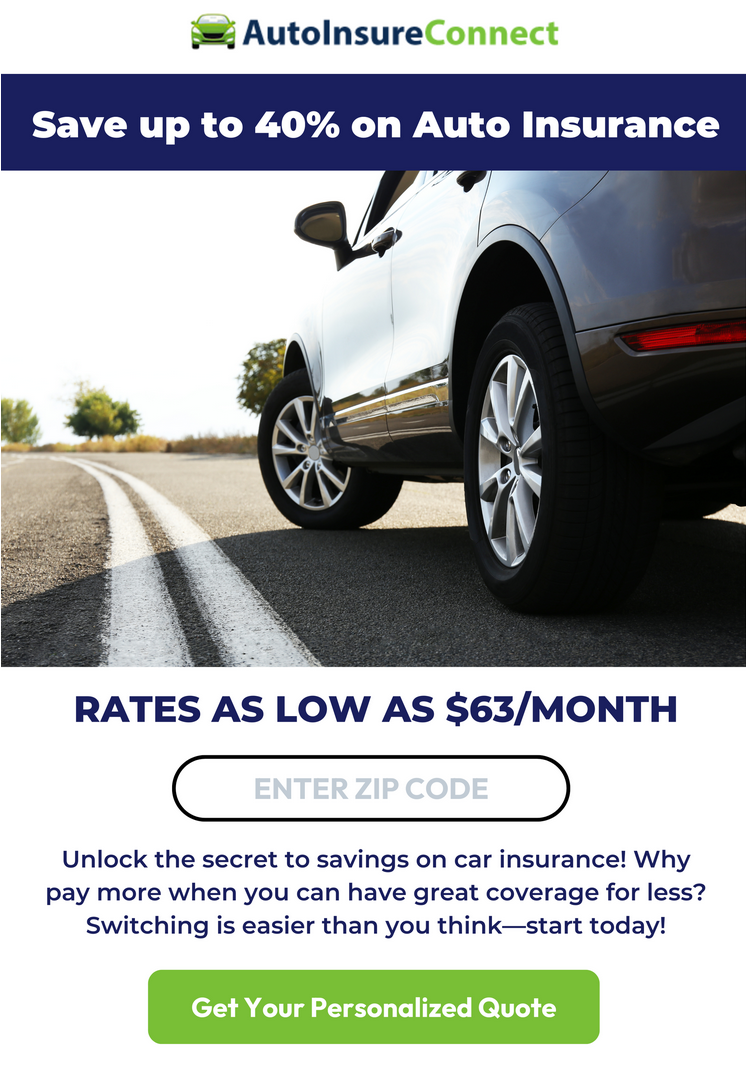 AutoInsureConnect
Save up to 40% on Auto Insurance
RATES AS LOW AS $63/MONTH
ENTER ZIP CODE
Unlock the secret to savings on car insurance! Why
pay more when you can have great coverage for less?
Switching is easier than you think—start today!
Get Your Personalized Quote